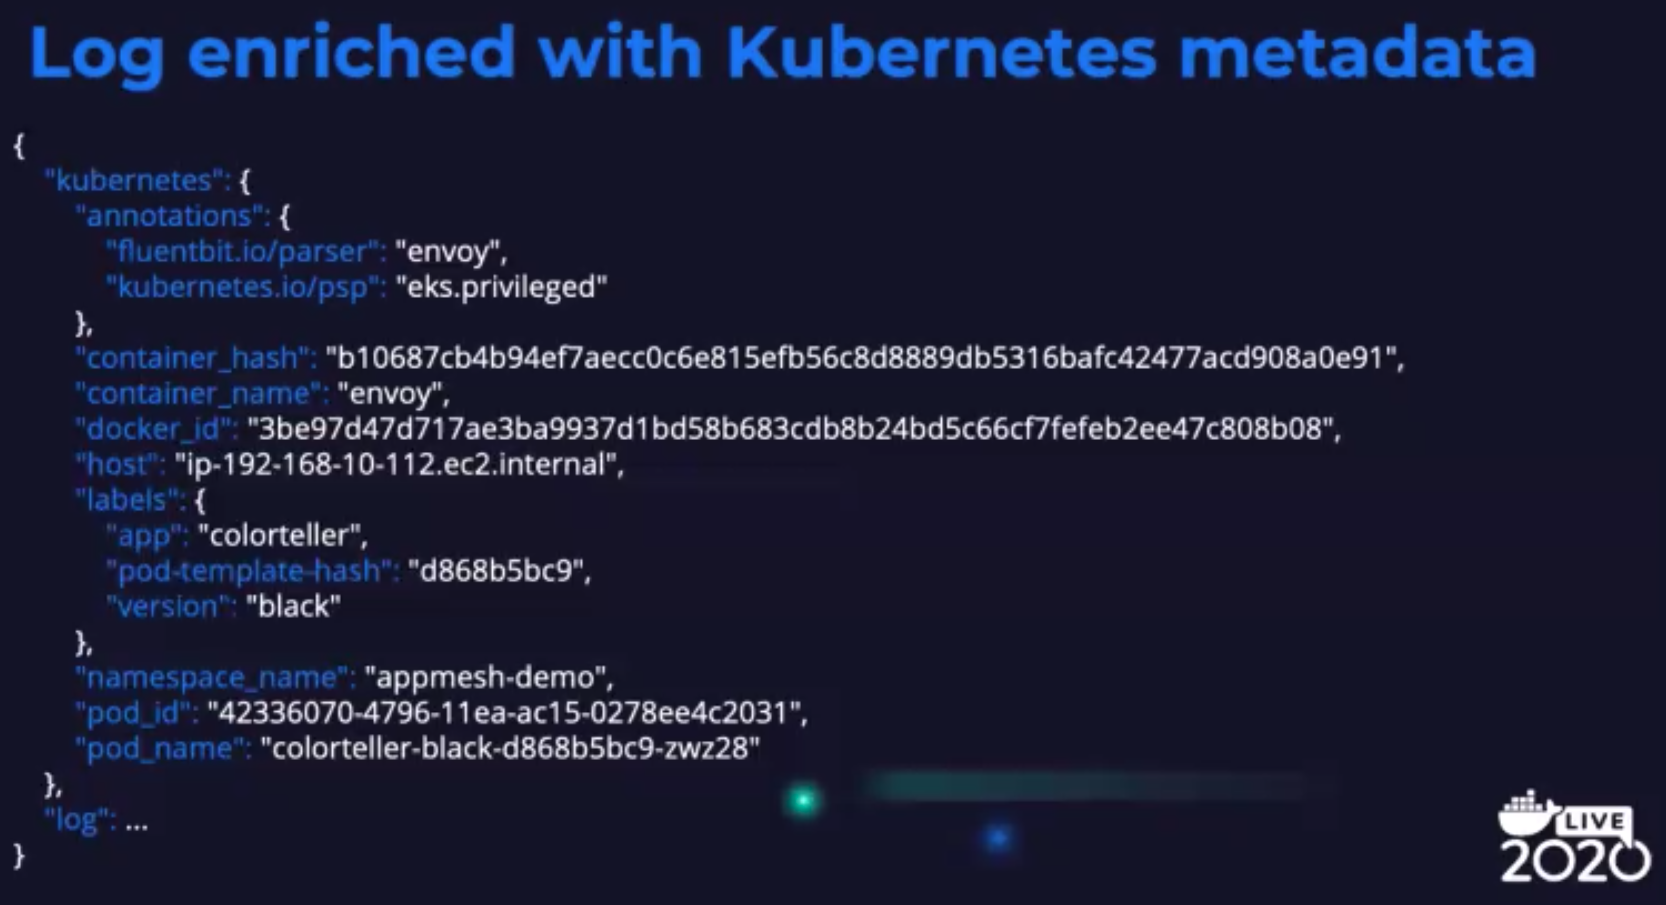 Log enriched with Kubernetes metadata
{
"kubernetes": {
"annotations": {
"fluentbit.io/parser": "envoy",
"kubernetes.io/psp": "eks.privileged"
},
"container_hash": "b10687cb4b94ef7aecc0c6e815efb56c8d8889db5316bafc42477acd908a0e91",
"container_name": "envoy",
"docker_id": "3be97d47d717ae3ba9937d1bd58b683cdb8b24bd5c66cf7fefeb2ee47c808b08",
"host": "ip-192-168-10-112.ec2.internal",
"labels": {
"app": "colorteller",
"pod-template-hash": "d868b5bc9",
"version": "black"
},
"namespace_name": "appmesh-demo",
"pod_id": "42336070-4796-11ea-ac15-0278ee4c2031",
"pod_name": "colorteller-black-d868b5bc9-zwz28"
},
"log": ...
}
LIVE
2020